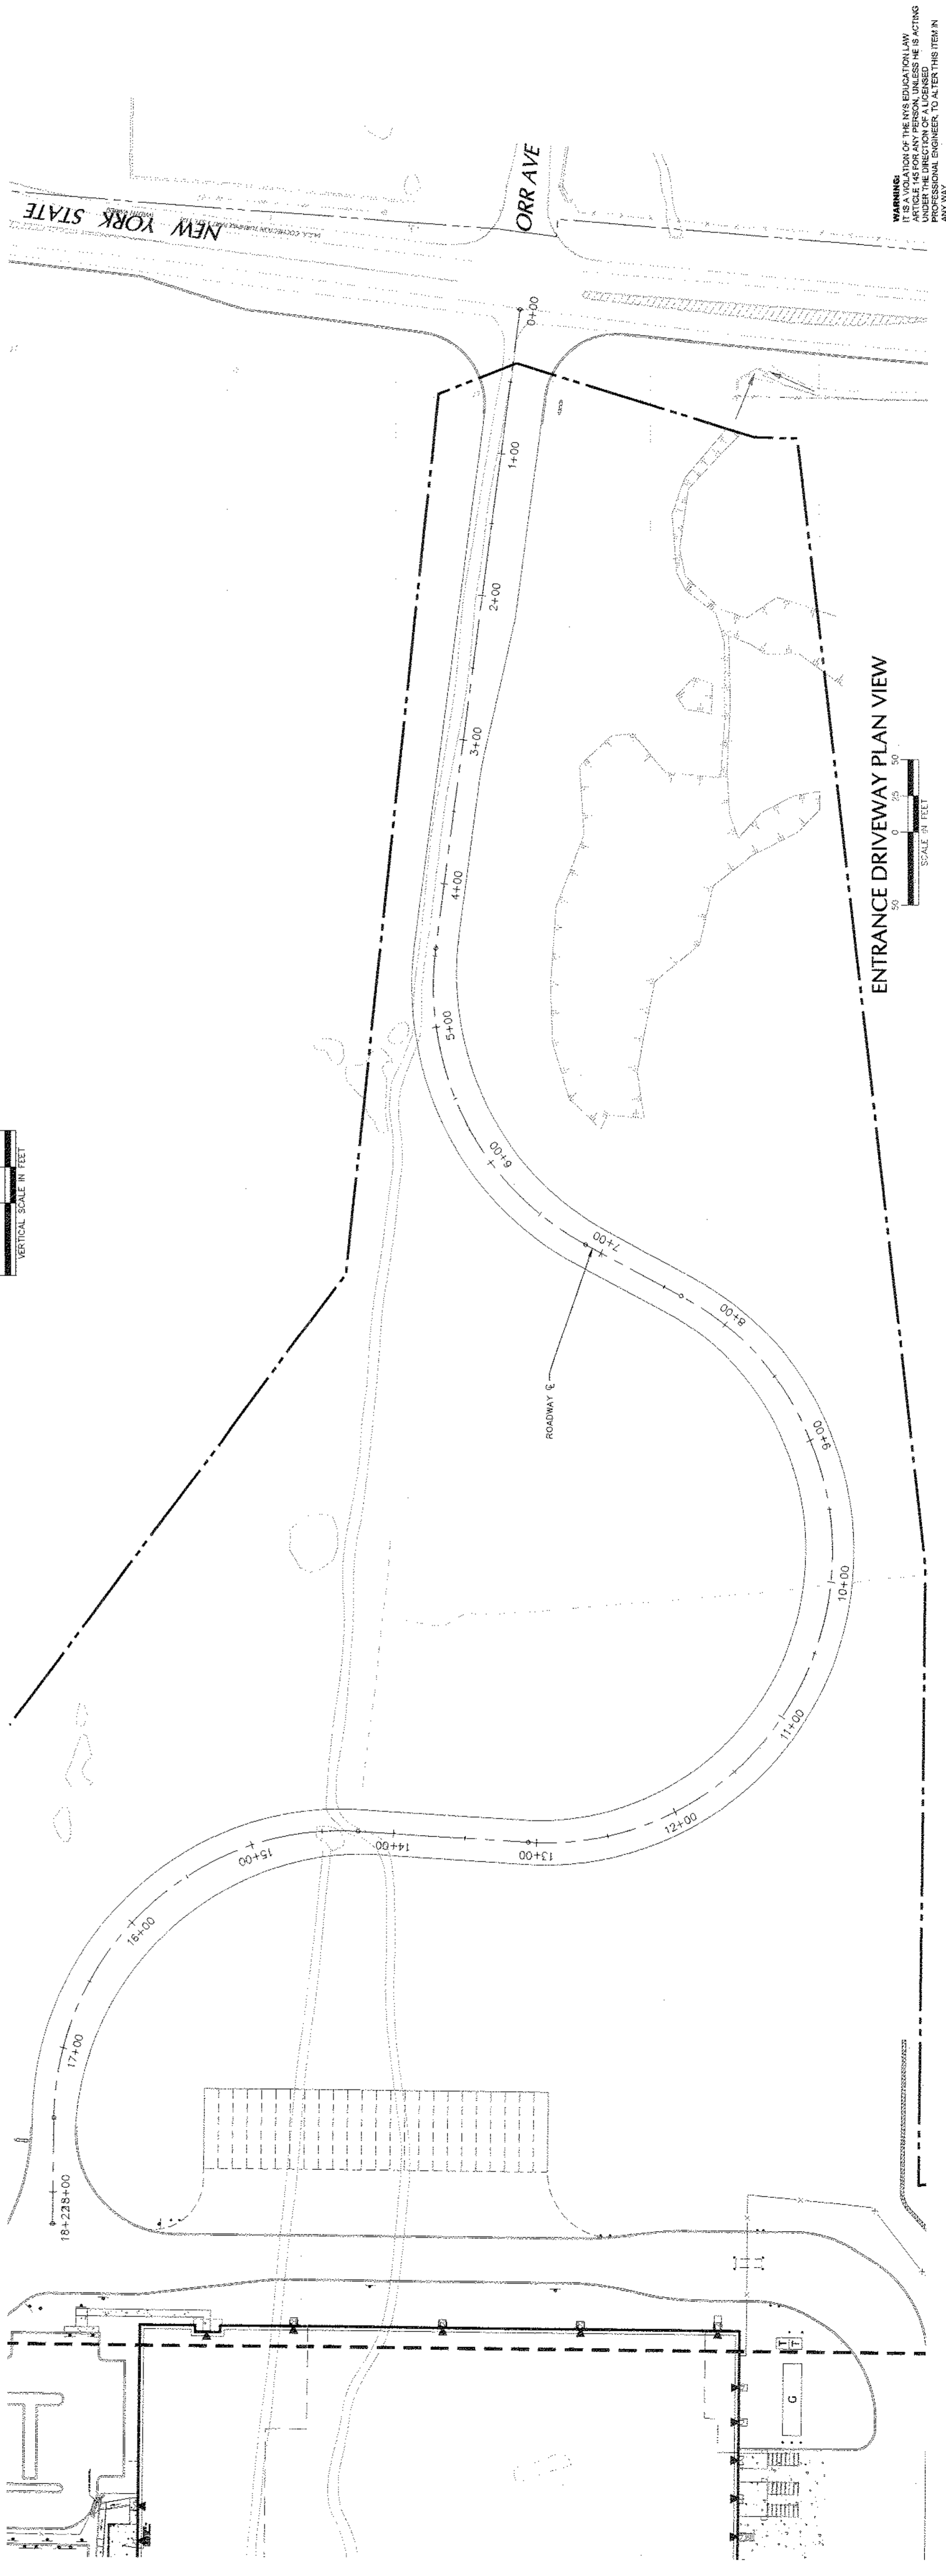 NEW YORK STATE
ORR AVE
0+00
1+00
2+00
3+00
4+00
5+00
6+00
7+00
8+00
9+00
10+00
11+00
12+00
13+00
14+00
15+00
16+00
17+00
18+00
18+22
ROADWAY ℄
VERTICAL SCALE IN FEET
ENTRANCE DRIVEWAY PLAN VIEW
50 0 25 50
SCALE IN FEET
WARNING:
IT IS A VIOLATION OF THE NYS EDUCATION LAW
ARTICLE 145 FOR ANY PERSON, UNLESS HE IS ACTING
UNDER THE DIRECTION OF A LICENSED
PROFESSIONAL ENGINEER, TO ALTER THIS ITEM IN
ANY WAY
T
T
G